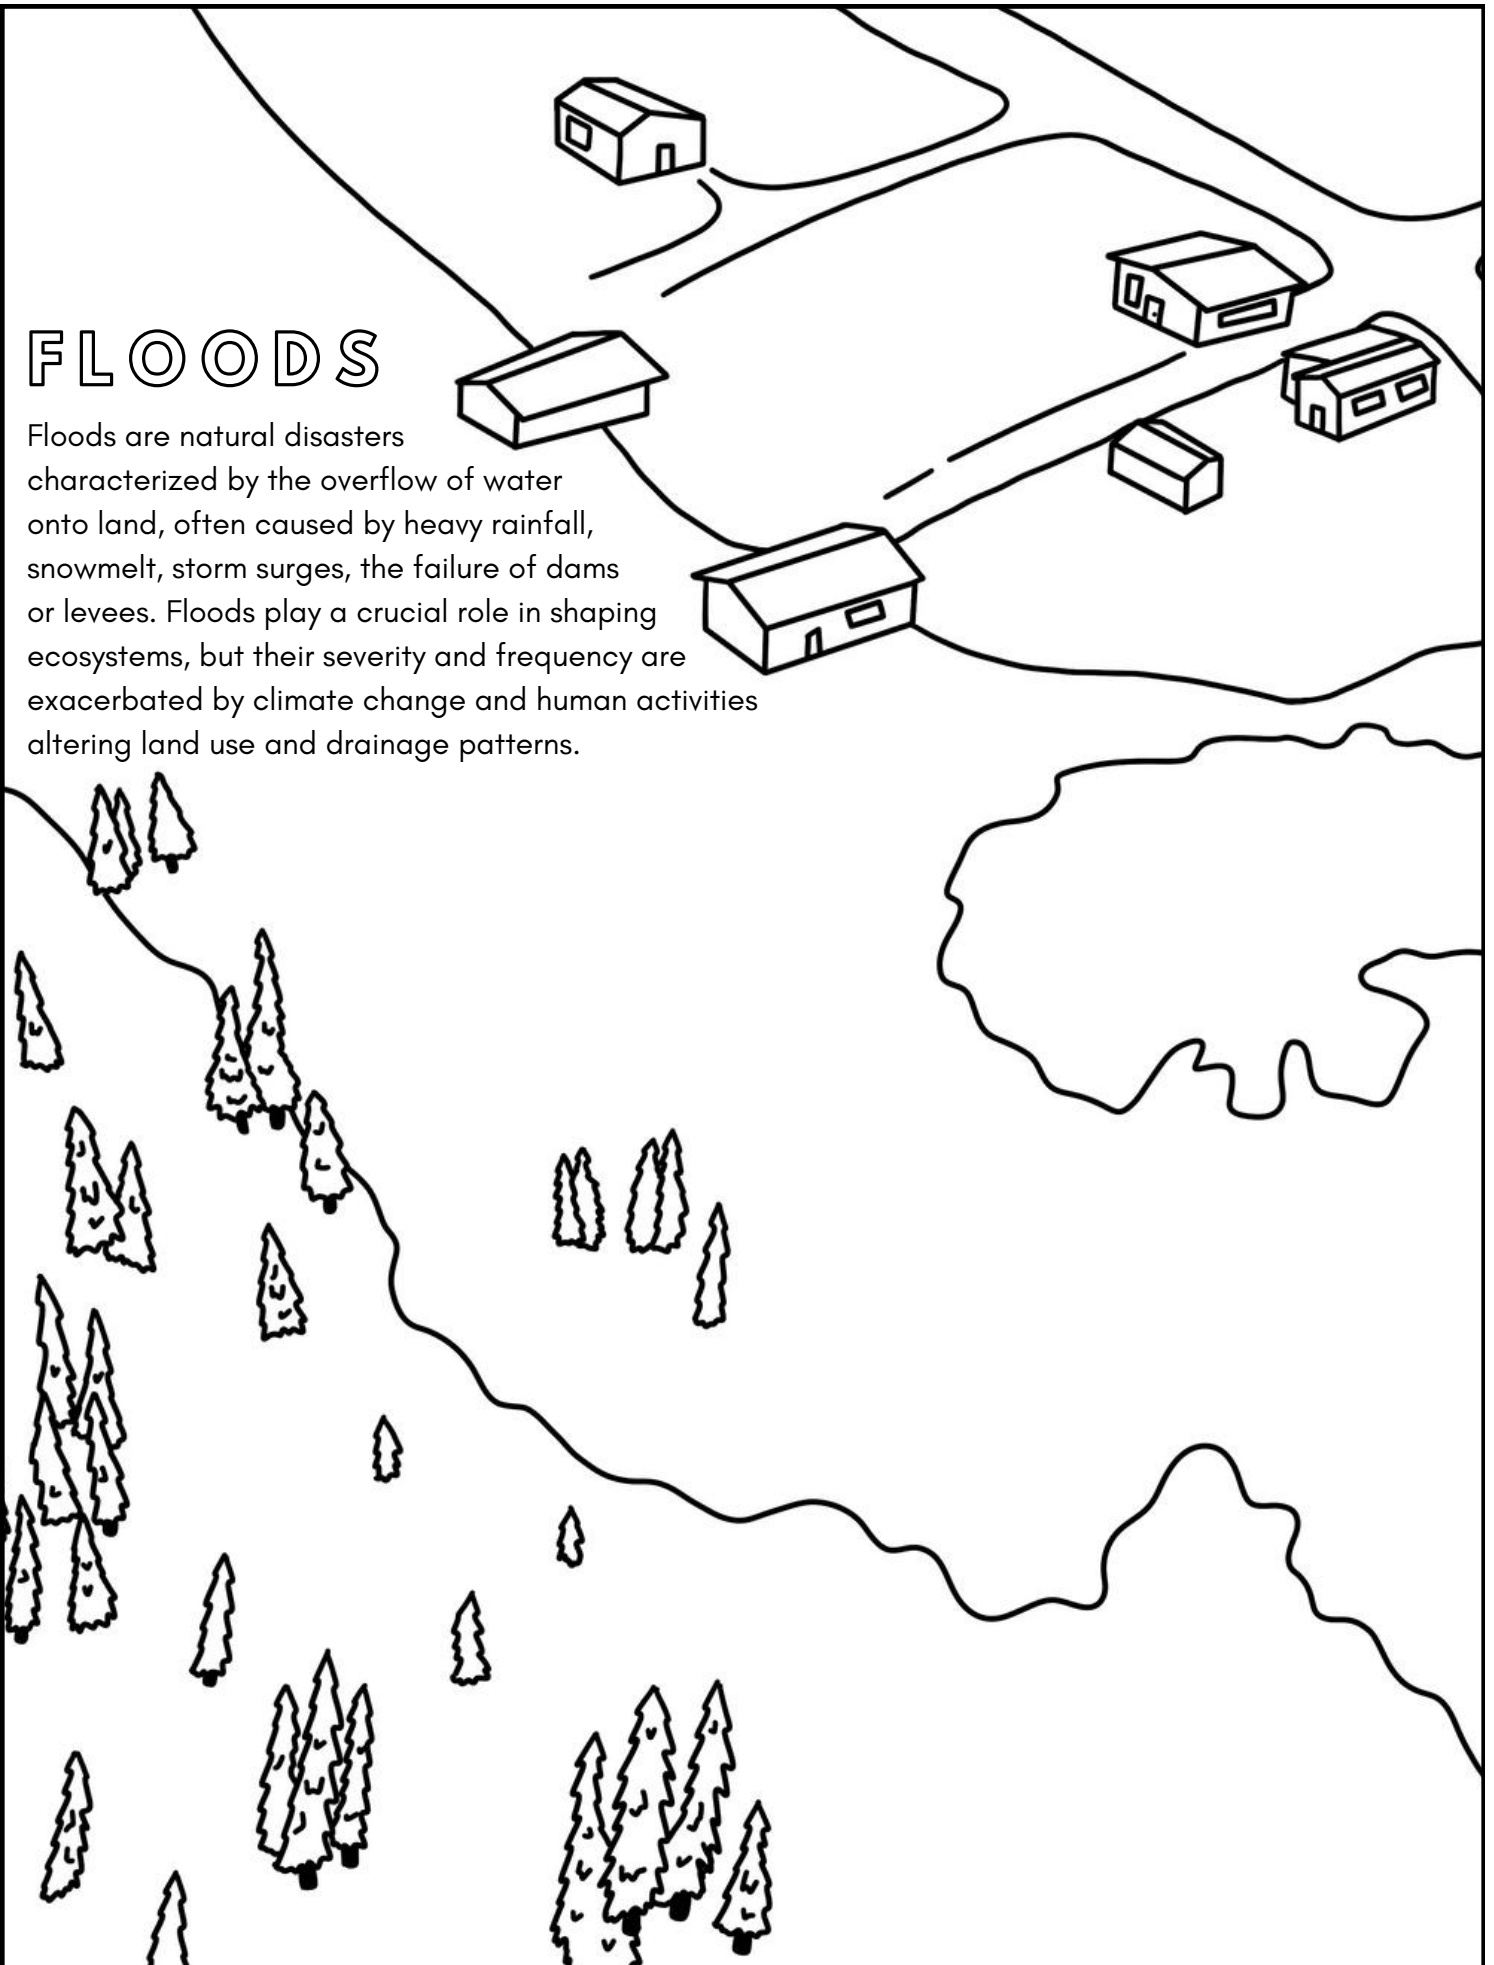 FLOODS
Floods are natural disasters
characterized by the overflow of water
onto land, often caused by heavy rainfall,
snowmelt, storm surges, the failure of dams
or levees. Floods play a crucial role in shaping
ecosystems, but their severity and frequency are
exacerbated by climate change and human activities
altering land use and drainage patterns.